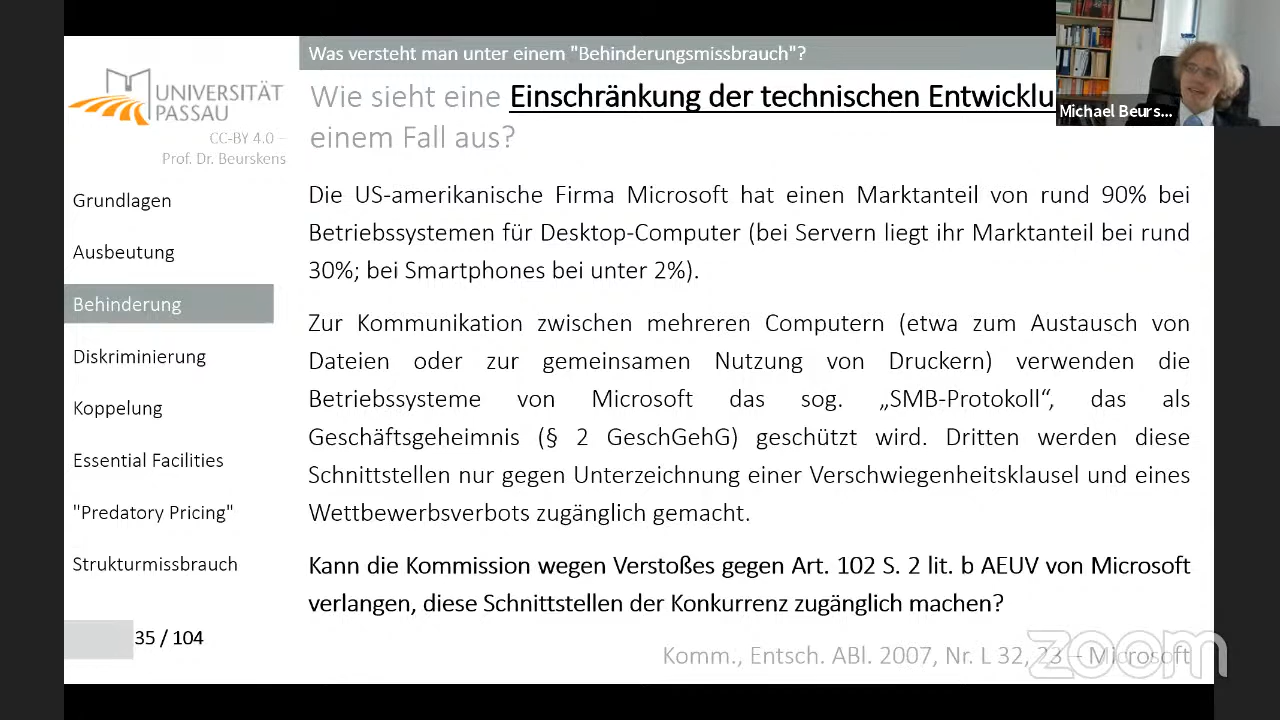 Was versteht man unter einem "Behinderungsmissbrauch"?
Wie sieht eine Einschränkung der technischen Entwicklu
einem Fall aus?
Michael Beurs...
UNIVERSITÄT
PASSAU
CC-BY 4.0 –
Prof. Dr. Beurskens
Grundlagen
Ausbeutung
Behinderung
Diskriminierung
Koppelung
Essential Facilities
"Predatory Pricing"
Strukturmissbrauch
35 / 104
Die US-amerikanische Firma Microsoft hat einen Marktanteil von rund 90% bei
Betriebssystemen für Desktop-Computer (bei Servern liegt ihr Marktanteil bei rund
30%; bei Smartphones bei unter 2%).
Zur Kommunikation zwischen mehreren Computern (etwa zum Austausch von
Dateien oder zur gemeinsamen Nutzung von Druckern) verwenden die
Betriebssysteme von Microsoft das sog. „SMB-Protokoll“, das als
Geschäftsgeheimnis (§ 2 GeschGehG) geschützt wird. Dritten werden diese
Schnittstellen nur gegen Unterzeichnung einer Verschwiegenheitsklausel und eines
Wettbewerbsverbots zugänglich gemacht.
Kann die Kommission wegen Verstoßes gegen Art. 102 S. 2 lit. b AEUV von Microsoft
verlangen, diese Schnittstellen der Konkurrenz zugänglich machen?
Komm., Entsch. ABl. 2007, Nr. L 32, 23 – Microsoft
zoom